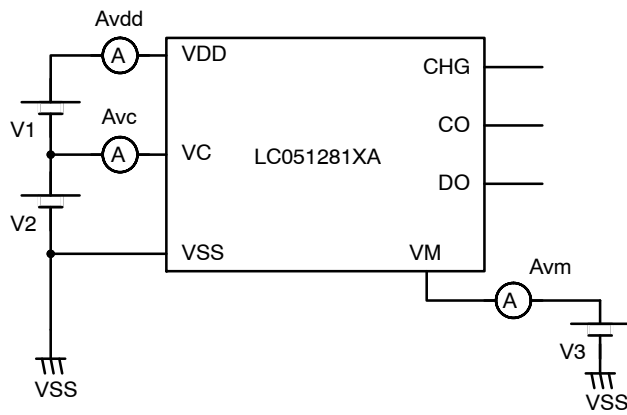 Avdd
A
VDD
CHG
V1
Avc
A
VC
LC051281XA
CO
DO
V2
VSS
VM
Avm
A
V3
VSS
VSS